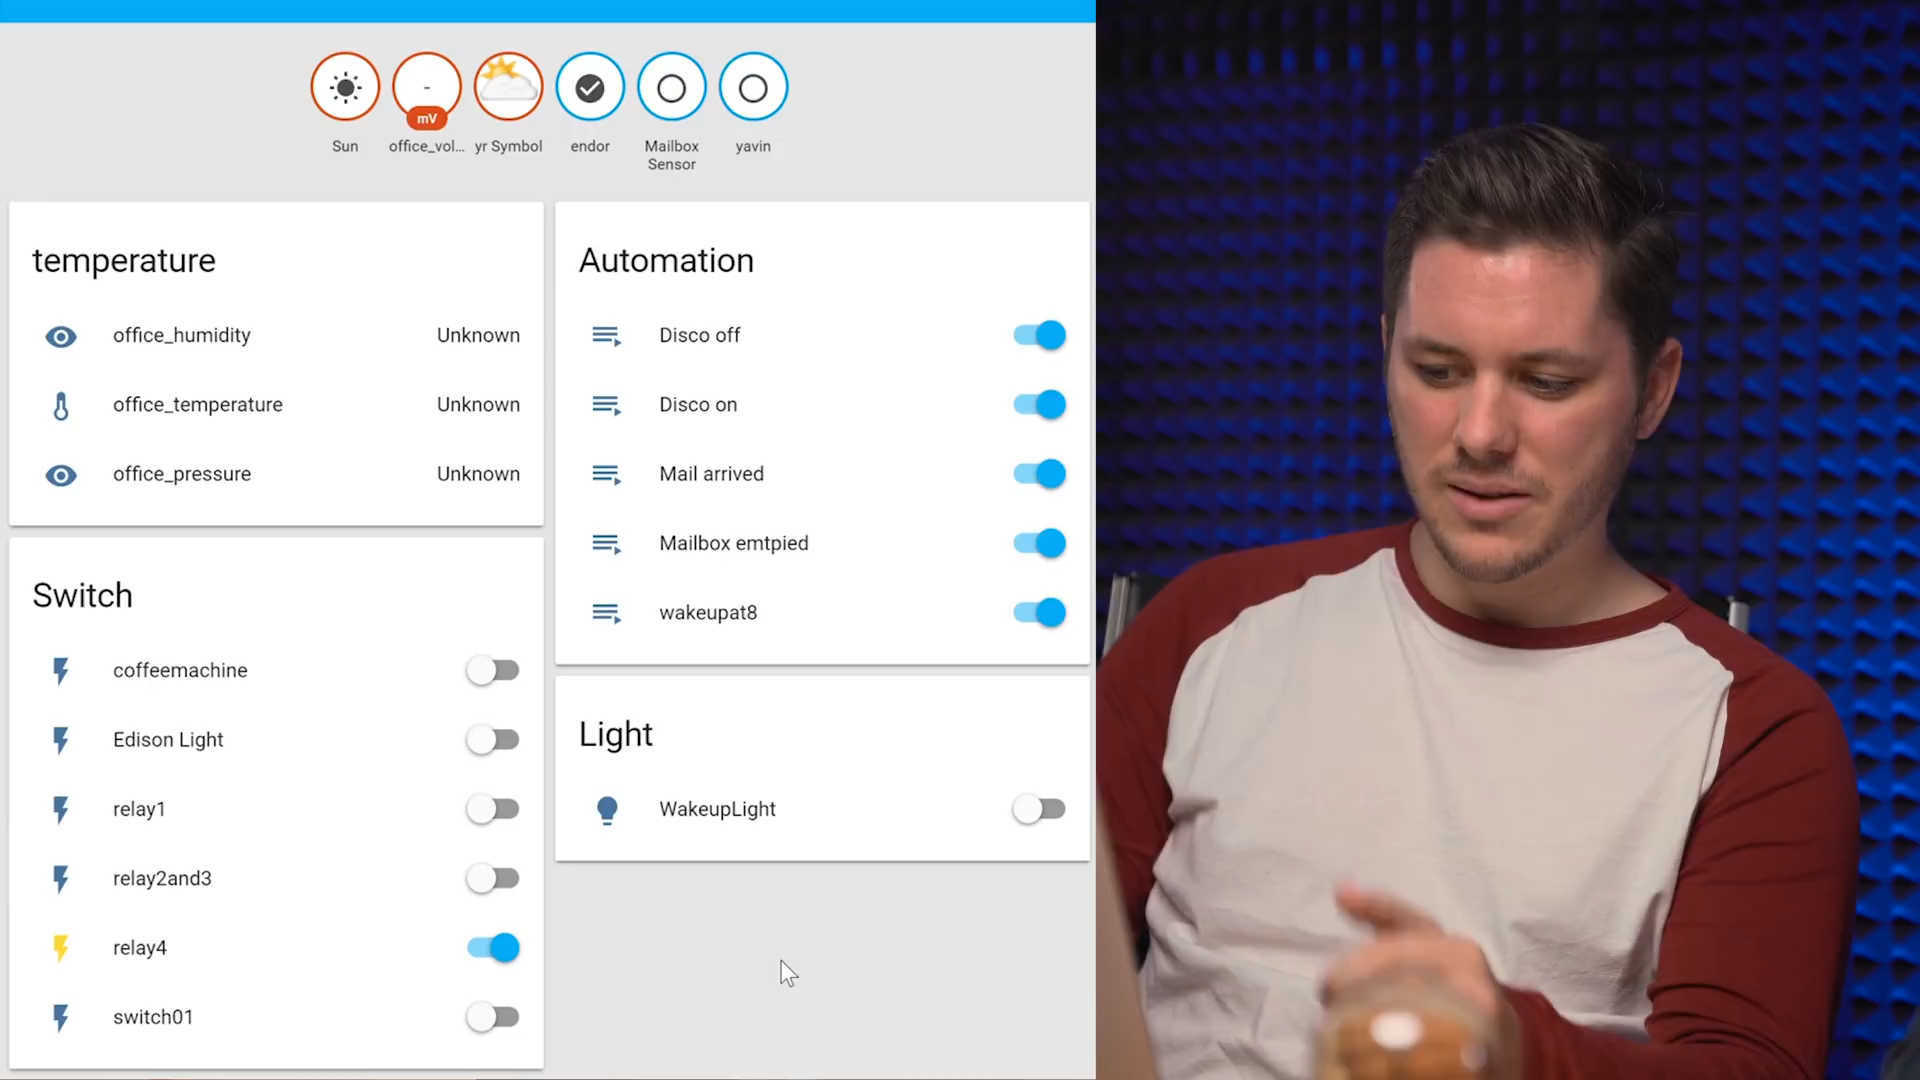 -
mV
Sun
office_vol...
yr Symbol
endor
Mailbox
Sensor
yavin
temperature
office_humidity Unknown
office_temperature Unknown
office_pressure Unknown
Switch
coffeemachine
Edison Light
relay1
relay2and3
relay4
switch01
Automation
Disco off
Disco on
Mail arrived
Mailbox emtpied
wakeupat8
Light
WakeupLight